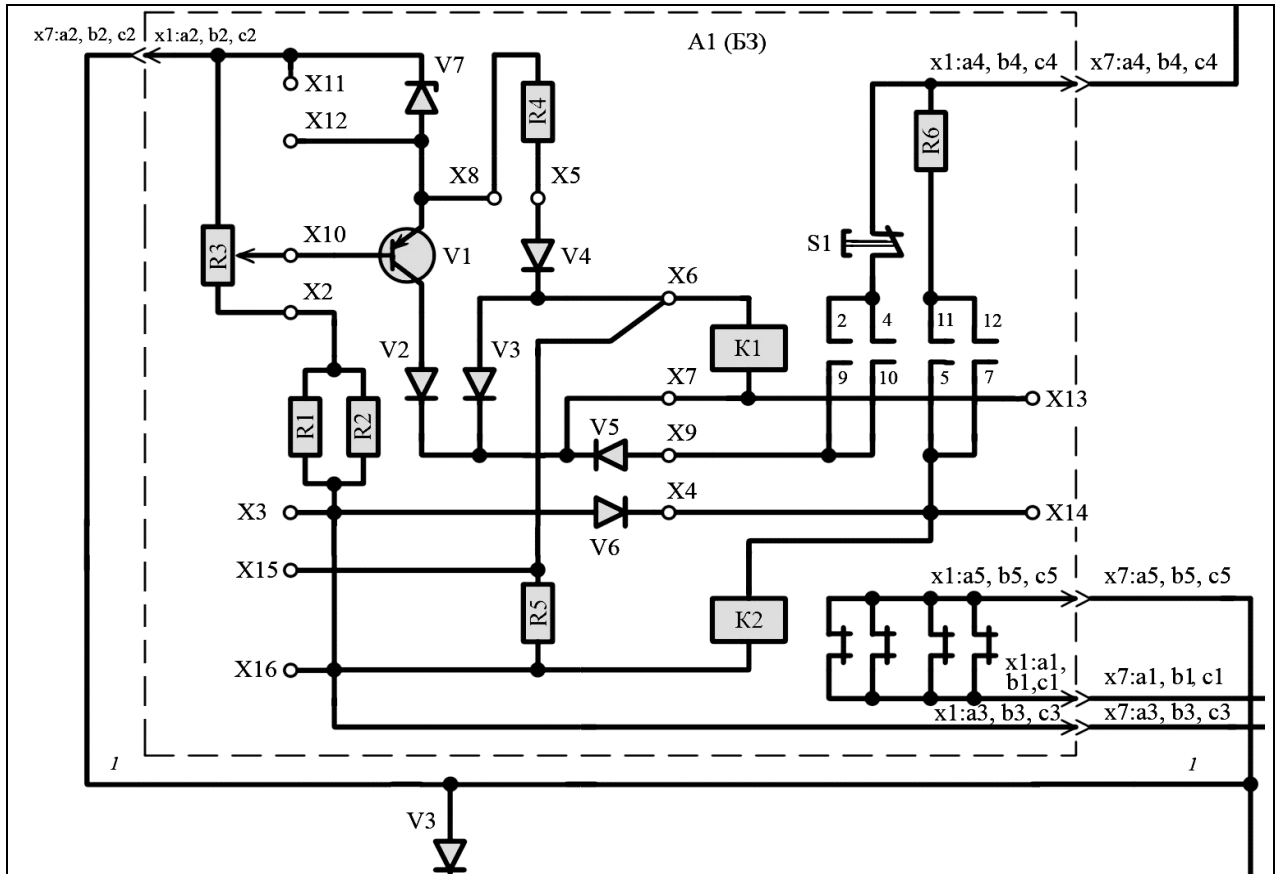 x7:a2, b2, c2
x1:a2, b2, c2
A1 (БЗ)
x1:a4, b4, c4
x7:a4, b4, c4
V7
X11
X12
R4
R6
X8
X5
X10
V1
V4
S1
R3
X2
X6
2
4
11
12
K1
V2
V3
X7
9
10
5
7
X13
R1
R2
V5
X9
X3
X4
X14
V6
X15
x1:a5, b5, c5
x7:a5, b5, c5
R5
K2
X16
x1:a1,
b1,c1
x7:a1, b1, c1
x1:a3, b3, c3
x7:a3, b3, c3
1
1
V3